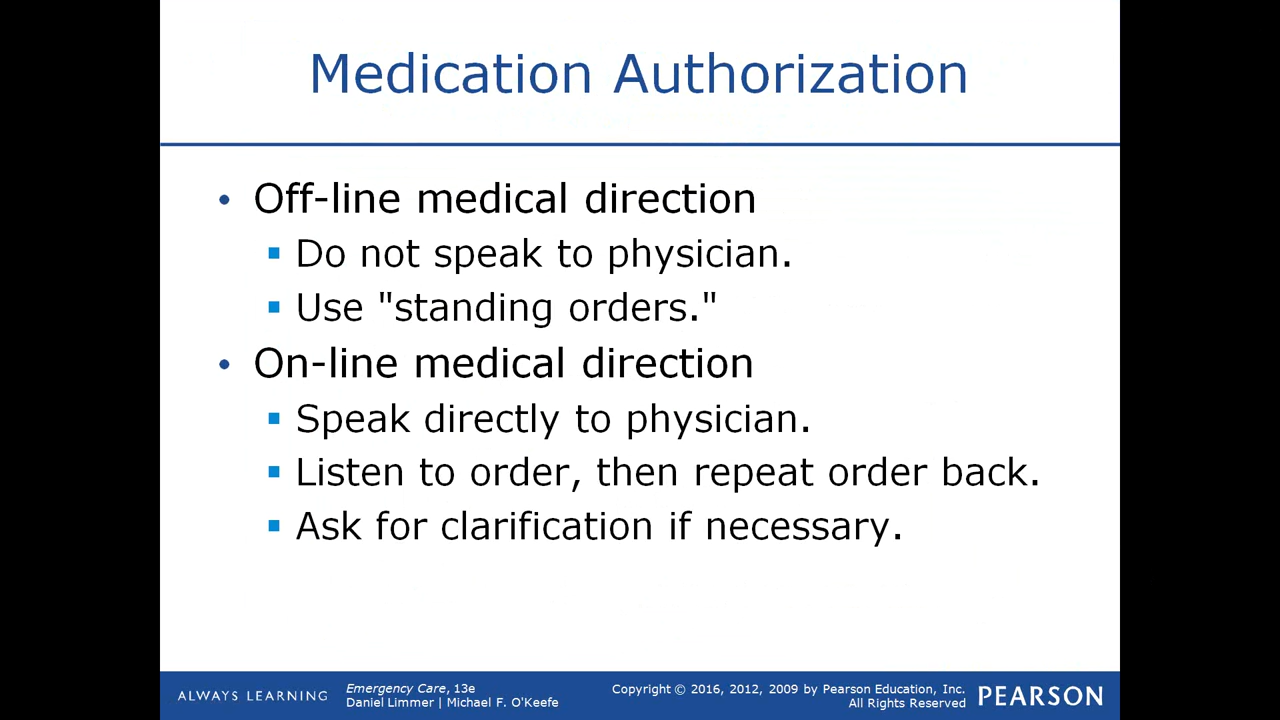 Medication Authorization
• Off-line medical direction
▪ Do not speak to physician.
▪ Use "standing orders."
• On-line medical direction
▪ Speak directly to physician.
▪ Listen to order, then repeat order back.
▪ Ask for clarification if necessary.
ALWAYS LEARNING
Emergency Care, 13e
Daniel Limmer | Michael F. O'Keefe
Copyright © 2016, 2012, 2009 by Pearson Education, Inc.
All Rights Reserved
PEARSON